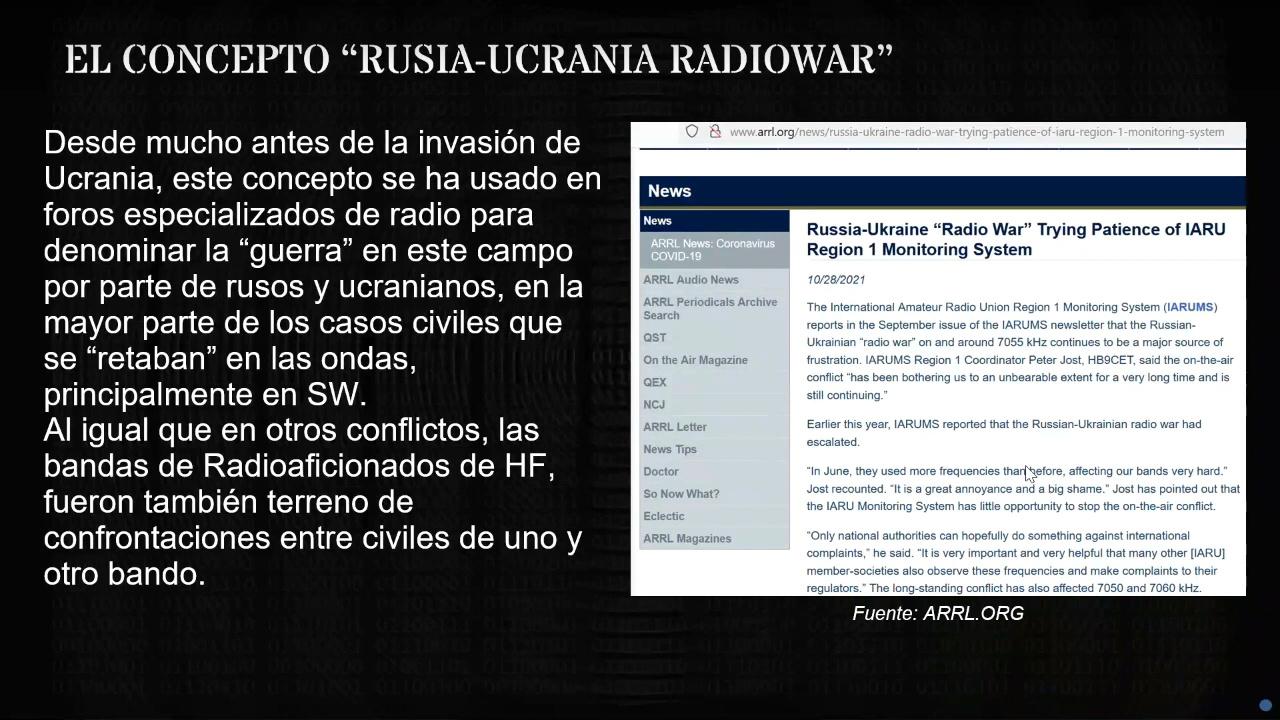 EL CONCEPTO “RUSIA-UCRANIA RADIOWAR”
Desde mucho antes de la invasión de
Ucrania, este concepto se ha usado en
foros especializados de radio para
denominar la “guerra” en este campo
por parte de rusos y ucranianos, en la
mayor parte de los casos civiles que
se “retaban” en las ondas,
principalmente en SW.
Al igual que en otros conflictos, las
bandas de Radioaficionados de HF,
fueron también terreno de
confrontaciones entre civiles de uno y
otro bando.
www.arrl.org/news/russia-ukraine-radio-war-trying-patience-of-iaru-region-1-monitoring-system
News
News
ARRL News: Coronavirus
COVID-19
ARRL Audio News
ARRL Periodicals Archive
Search
QST
On the Air Magazine
QEX
NCJ
ARRL Letter
News Tips
Doctor
So Now What?
Eclectic
ARRL Magazines
Russia-Ukraine “Radio War” Trying Patience of IARU
Region 1 Monitoring System
10/28/2021
The International Amateur Radio Union Region 1 Monitoring System (IARUMS)
reports in the September issue of the IARUMS newsletter that the Russian-
Ukrainian “radio war” on and around 7055 kHz continues to be a major source of
frustration. IARUMS Region 1 Coordinator Peter Jost, HB9CET, said the on-the-air
conflict “has been bothering us to an unbearable extent for a very long time and is
still continuing.”
Earlier this year, IARUMS reported that the Russian-Ukrainian radio war had
escalated.
“In June, they used more frequencies than before, affecting our bands very hard.”
Jost recounted. “It is a great annoyance and a big shame.” Jost has pointed out that
the IARU Monitoring System has little opportunity to stop the on-the-air conflict.
“Only national authorities can hopefully do something against international
complaints,” he said. “It is very important and very helpful that many other [IARU]
member-societies also observe these frequencies and make complaints to their
regulators.” The long-standing conflict has also affected 7050 and 7060 kHz.
Fuente: ARRL.ORG